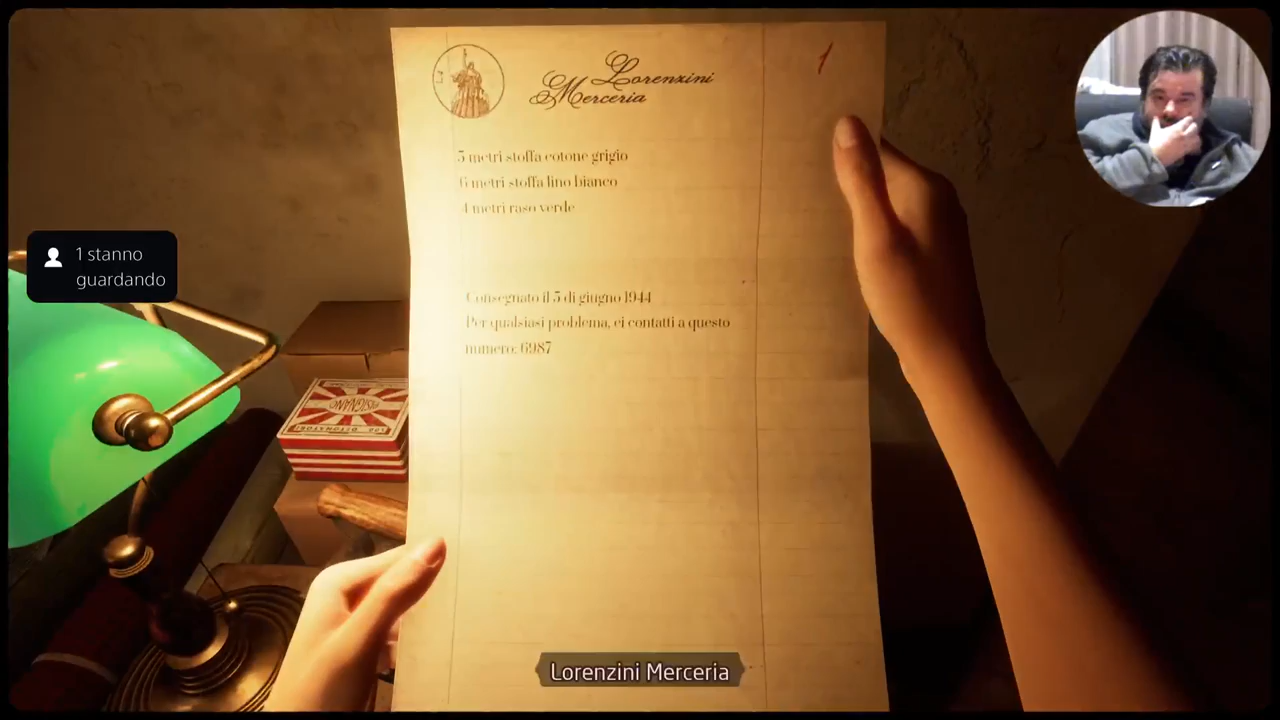 Lorenzini
Merceria
1
5 metri stoffa cotone grigio
6 metri stoffa lino bianco
4 metri raso verde
Consegnato il 5 di giugno 1944
Per qualsiasi problema, ci contatti a questo
numero: 6987
1 stanno
guardando
PISIGNANO
Lorenzini Merceria